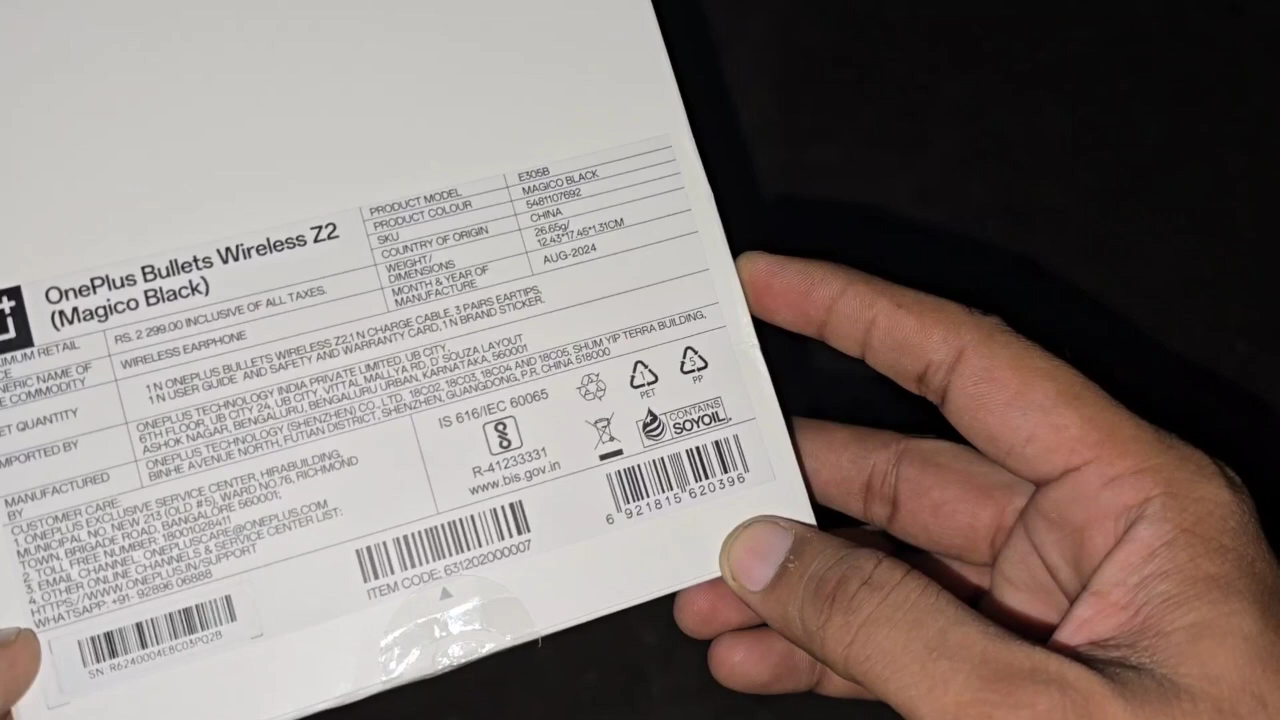 OnePlus Bullets Wireless Z2
(Magico Black)
PRODUCT MODEL E305B
PRODUCT COLOUR MAGICO BLACK
SKU 5481107692
COUNTRY OF ORIGIN CHINA
WEIGHT/ 26.65g/
DIMENSIONS 12.43*17.45*1.31CM
MONTH & YEAR OF AUG-2024
MANUFACTURE
IMUM RETAIL RS. 2 299.00 INCLUSIVE OF ALL TAXES.
CE
NERIC NAME OF WIRELESS EARPHONE
E COMMODITY
ET QUANTITY 1 N ONEPLUS BULLETS WIRELESS Z2,1 N CHARGE CABLE, 3 PAIRS EARTIPS,
1 N USER GUIDE AND SAFETY AND WARRANTY CARD, 1 N BRAND STICKER.
IMPORTED BY ONEPLUS TECHNOLOGY INDIA PRIVATE LIMITED. UB CITY,
6TH FLOOR, UB CITY 24, UB CITY, VITTAL MALLYA RD, D' SOUZA LAYOUT
ASHOK NAGAR, BENGALURU, BENGALURU URBAN, KARNATAKA, 560001
MANUFACTURED ONEPLUS TECHNOLOGY (SHENZHEN) CO., LTD. 18C02, 18C03, 18C04 AND 18C05, SHUM YIP TERRA BUILDING,
BY BINHE AVENUE NORTH, FUTIAN DISTRICT, SHENZHEN, GUANGDONG, P.R. CHINA 518000
CUSTOMER CARE:
1. ONEPLUS EXCLUSIVE SERVICE CENTER, HIRABUILDING,
MUNICIPAL NO. NEW 213 (OLD #5), WARD NO.76, RICHMOND
TOWN, BRIGADE ROAD, BANGALORE 560001;
2. TOLL FREE NUMBER: 18001028411
3. EMAIL CHANNEL: ONEPLUSCARE@ONEPLUS.COM
4. OTHER ONLINE CHANNELS & SERVICE CENTER LIST:
HTTPS://WWW.ONEPLUS.IN/SUPPORT
WHATSAPP: +91- 92896 06888
IS 616/IEC 60065
R-41233331
www.bis.gov.in
PET
5
PP
CONTAINS
SOYOIL
6 921815 620396
ITEM CODE: 631202000007
SN: R6240004E8C03PQ2B